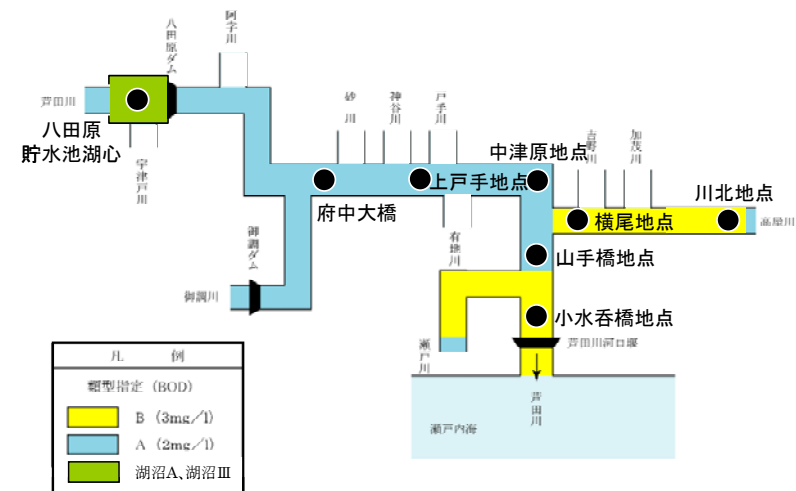 阿字川
八田原ダム
芦田川
八田原
貯水池湖心
宇津戸川
砂川
神谷川
戸手川
中津原地点
吉野川
加茂川
川北地点
上戸手地点
府中大橋
横尾地点
高屋川
有地川
御調ダム
山手橋地点
御調川
小水呑橋地点
瀬戸川
芦田川河口堰
芦田川
瀬戸内海
凡 例
類型指定 (BOD)
B (3mg/l)
A (2mg/l)
湖沼A、湖沼Ⅲ